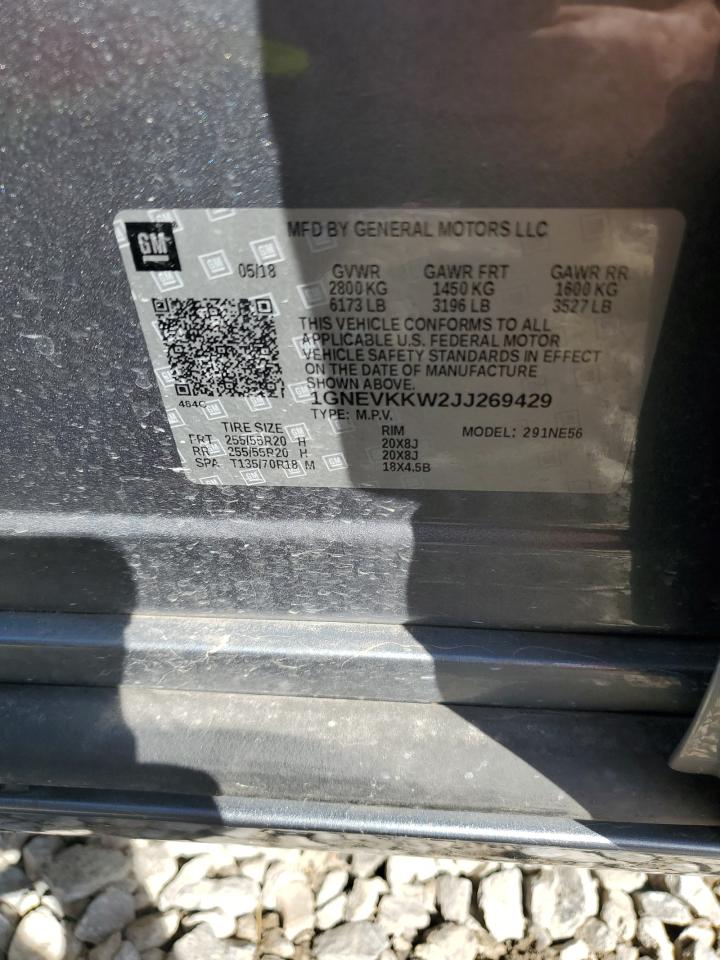 GM
MFD BY GENERAL MOTORS LLC
05/18 GVWR GAWR FRT GAWR RR
2800 KG 1450 KG 1600 KG
6173 LB 3196 LB 3527 LB
THIS VEHICLE CONFORMS TO ALL
APPLICABLE U.S. FEDERAL MOTOR
VEHICLE SAFETY STANDARDS IN EFFECT
ON THE DATE OF MANUFACTURE
SHOWN ABOVE.
1GNEVKKW2JJ269429
TYPE: M.P.V.
TIRE SIZE RIM MODEL: 291NE56
FRT 255/55R20 H 20X8J
RR 255/55R20 H 20X8J
SPA T135/70R18 M 18X4.5B